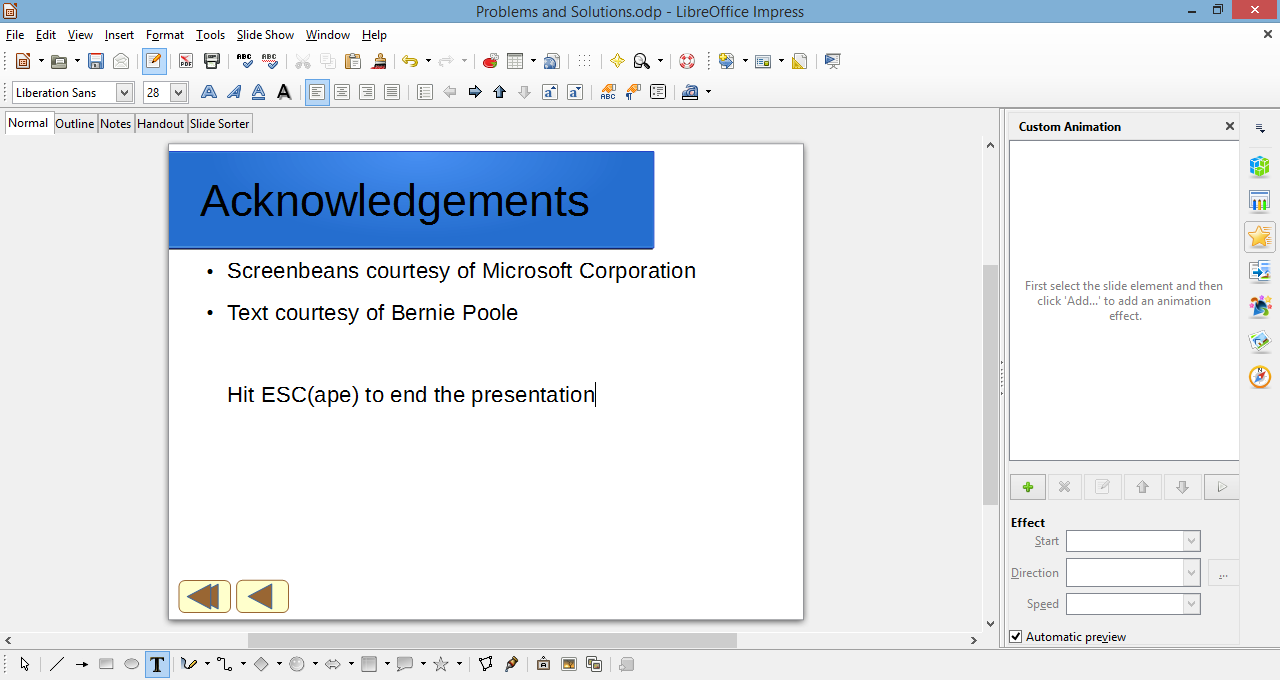 Problems and Solutions.odp - LibreOffice Impress
File Edit View Insert Format Tools Slide Show Window Help
Liberation Sans 28
Normal Outline Notes Handout Slide Sorter
Custom Animation
Acknowledgements
• Screenbeans courtesy of Microsoft Corporation
• Text courtesy of Bernie Poole
Hit ESC(ape) to end the presentation
First select the slide element and then
click 'Add...' to add an animation
effect.
Effect
Start
Direction
...
Speed
Automatic preview